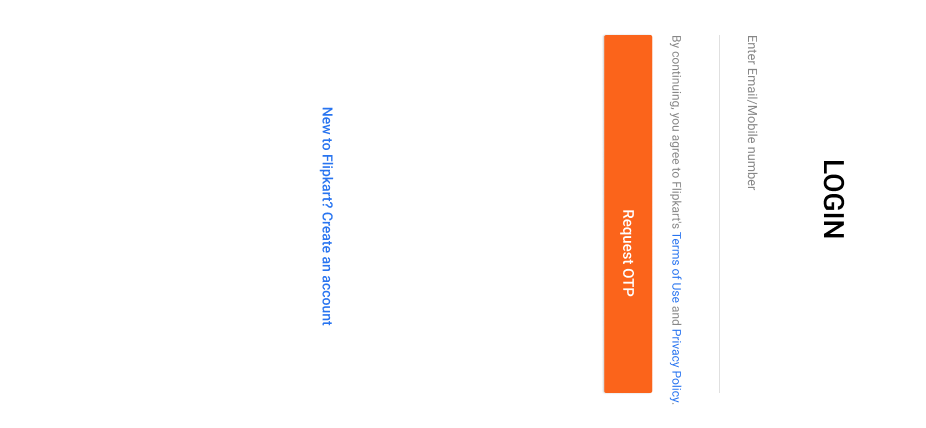 LOGIN
Enter Email/Mobile number
By continuing, you agree to Flipkart's Terms of Use and Privacy Policy.
Request OTP
New to Flipkart? Create an account